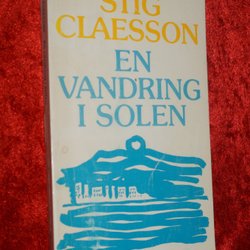 STIG
CLAESSON
EN
VANDRING
I SOLEN